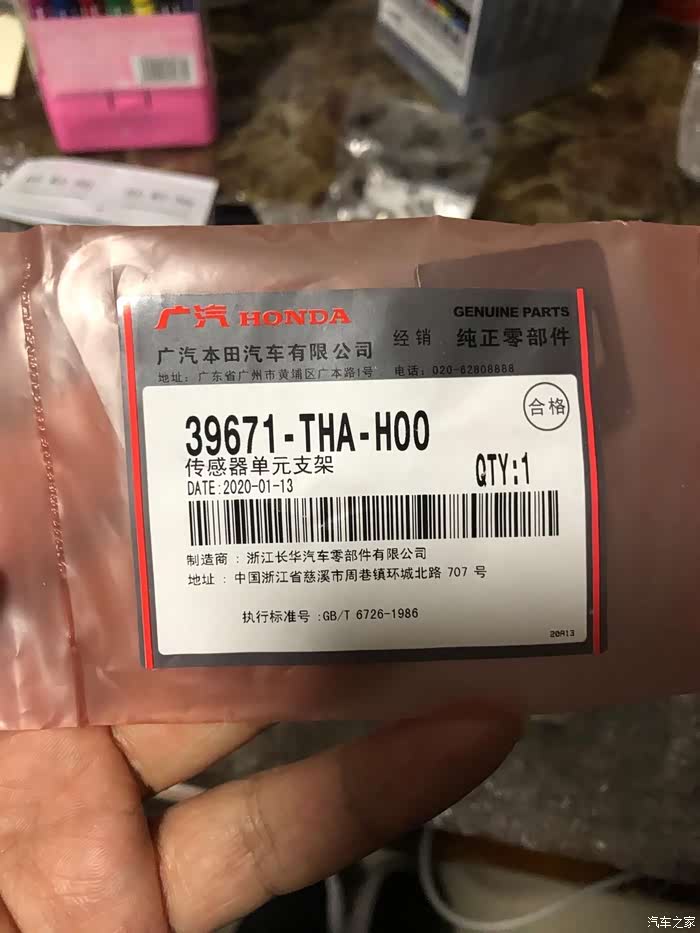 广汽 HONDA
GENUINE PARTS
广汽本田汽车有限公司 经销 纯正零部件
地址：广东省广州市黄埔区广本路1号 电话：020-62808888
合格
39671-THA-H00
传感器单元支架
QTY:1
DATE:2020-01-13
制造商：浙江长华汽车零部件有限公司
地址：中国浙江省慈溪市周巷镇环城北路 707 号
执行标准号:GB/T 6726-1986
20A13
汽车之家